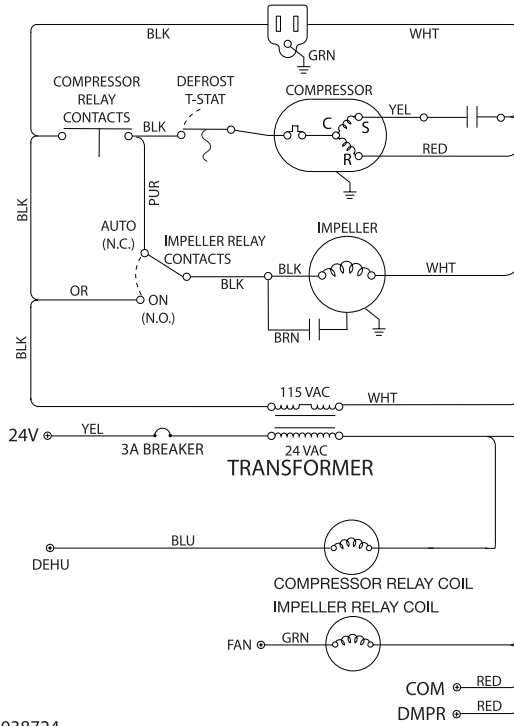 BLK
WHT
GRN
COMPRESSOR
RELAY
CONTACTS
DEFROST
T-STAT
COMPRESSOR
BLK
YEL
C
S
R
RED
BLK
PUR
AUTO
(N.C.)
IMPELLER RELAY
CONTACTS
IMPELLER
BLK
BLK
WHT
OR
ON
(N.O.)
BRN
BLK
115 VAC
WHT
24V
YEL
3A BREAKER
24 VAC
TRANSFORMER
BLU
DEHU
COMPRESSOR RELAY COIL
IMPELLER RELAY COIL
FAN
GRN
COM
RED
DMPR
RED